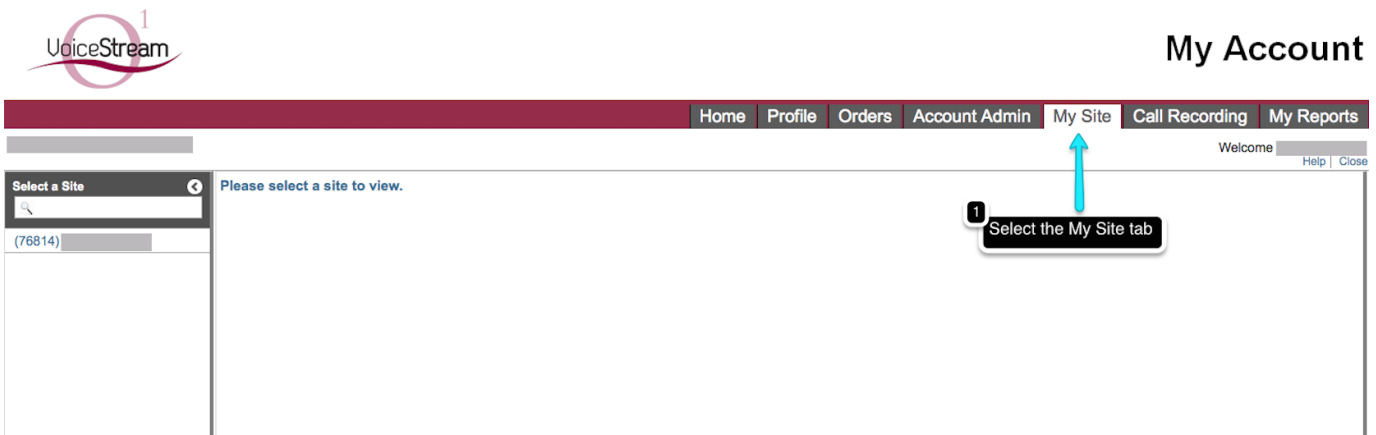 1
VoiceStream
My Account
Home Profile Orders Account Admin My Site Call Recording My Reports
Welcome
Help | Close
Select a Site
Please select a site to view.
(76814)
1
Select the My Site tab